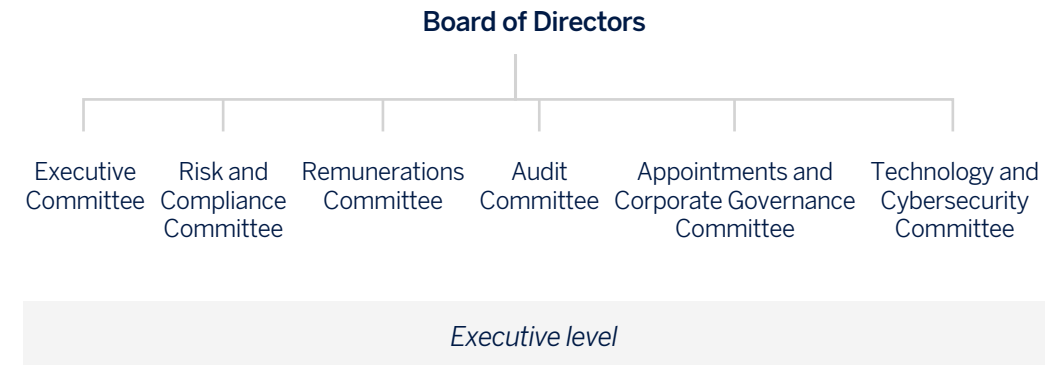 Board of Directors
Executive
Committee
Risk and
Compliance
Committee
Remunerations
Committee
Audit
Committee
Appointments and
Corporate Governance
Committee
Technology and
Cybersecurity
Committee
Executive level